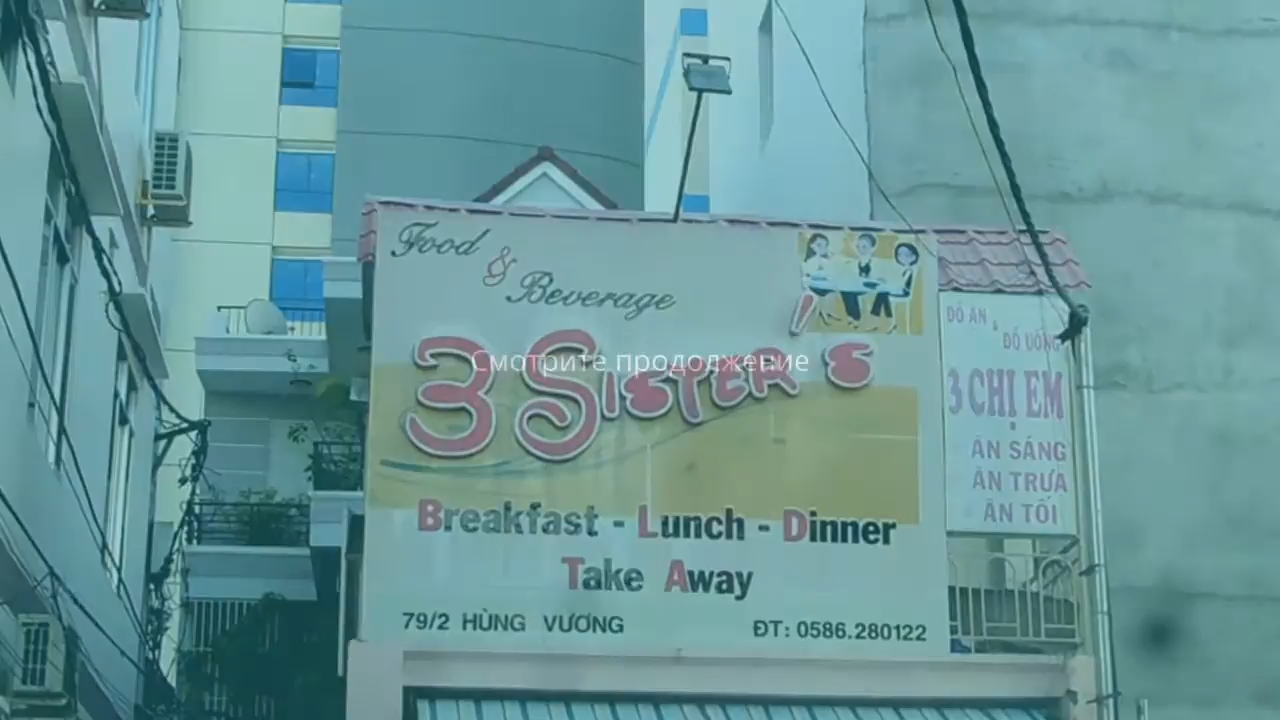 Food
&
Beverage
3 SISTER'S
Смотрите продолжение
Breakfast - Lunch - Dinner
Take Away
79/2 HÙNG VƯƠNG
ĐT: 0586.280122
ĐỒ ĂN
&
ĐỒ UỐNG
3 CHỊ EM
ĂN SÁNG
ĂN TRƯA
ĂN TỐI